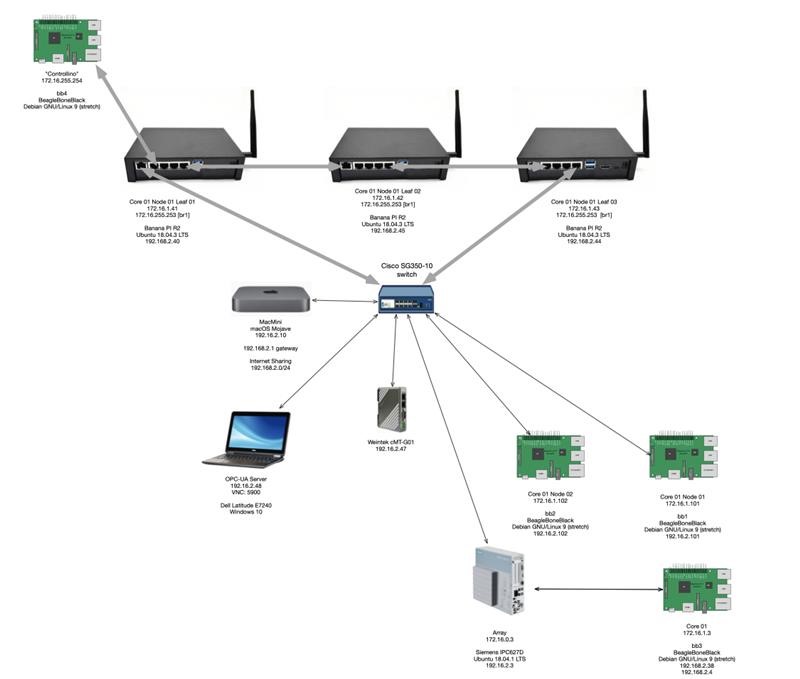 "Controllino"
172.16.255.254
bb4
BeagleBoneBlack
Debian GNU/Linux 9 (stretch)
Core 01 Node 01 Leaf 01
172.16.1.41
172.16.255.253 [br1]
Banana PI R2
Ubuntu 18.04.3 LTS
192.168.2.40
Core 01 Node 01 Leaf 02
172.16.1.42
172.16.255.253 [br1]
Banana PI R2
Ubuntu 18.04.3 LTS
192.168.2.45
Core 01 Node 01 Leaf 03
172.16.1.43
172.16.255.253 [br1]
Banana PI R2
Ubuntu 18.04.3 LTS
192.168.2.44
Cisco SG350-10
switch
MacMini
macOS Mojave
192.16.2.10
192.168.2.1 gateway
Internet Sharing
192.168.2.0/24
OPC-UA Server
192.16.2.48
VNC: 5900
Dell Latitude E7240
Windows 10
Weintek cMT-G01
192.16.2.47
Core 01 Node 02
172.16.1.102
bb2
BeagleBoneBlack
Debian GNU/Linux 9 (stretch)
192.16.2.102
Core 01 Node 01
172.16.1.101
bb1
BeagleBoneBlack
Debian GNU/Linux 9 (stretch)
192.16.2.101
Array
172.16.0.3
Siemens IPC627D
Ubuntu 18.04.1 LTS
192.16.2.3
Core 01
172.16.1.3
bb3
BeagleBoneBlack
Debian GNU/Linux 9 (stretch)
192.168.2.38
192.168.2.4